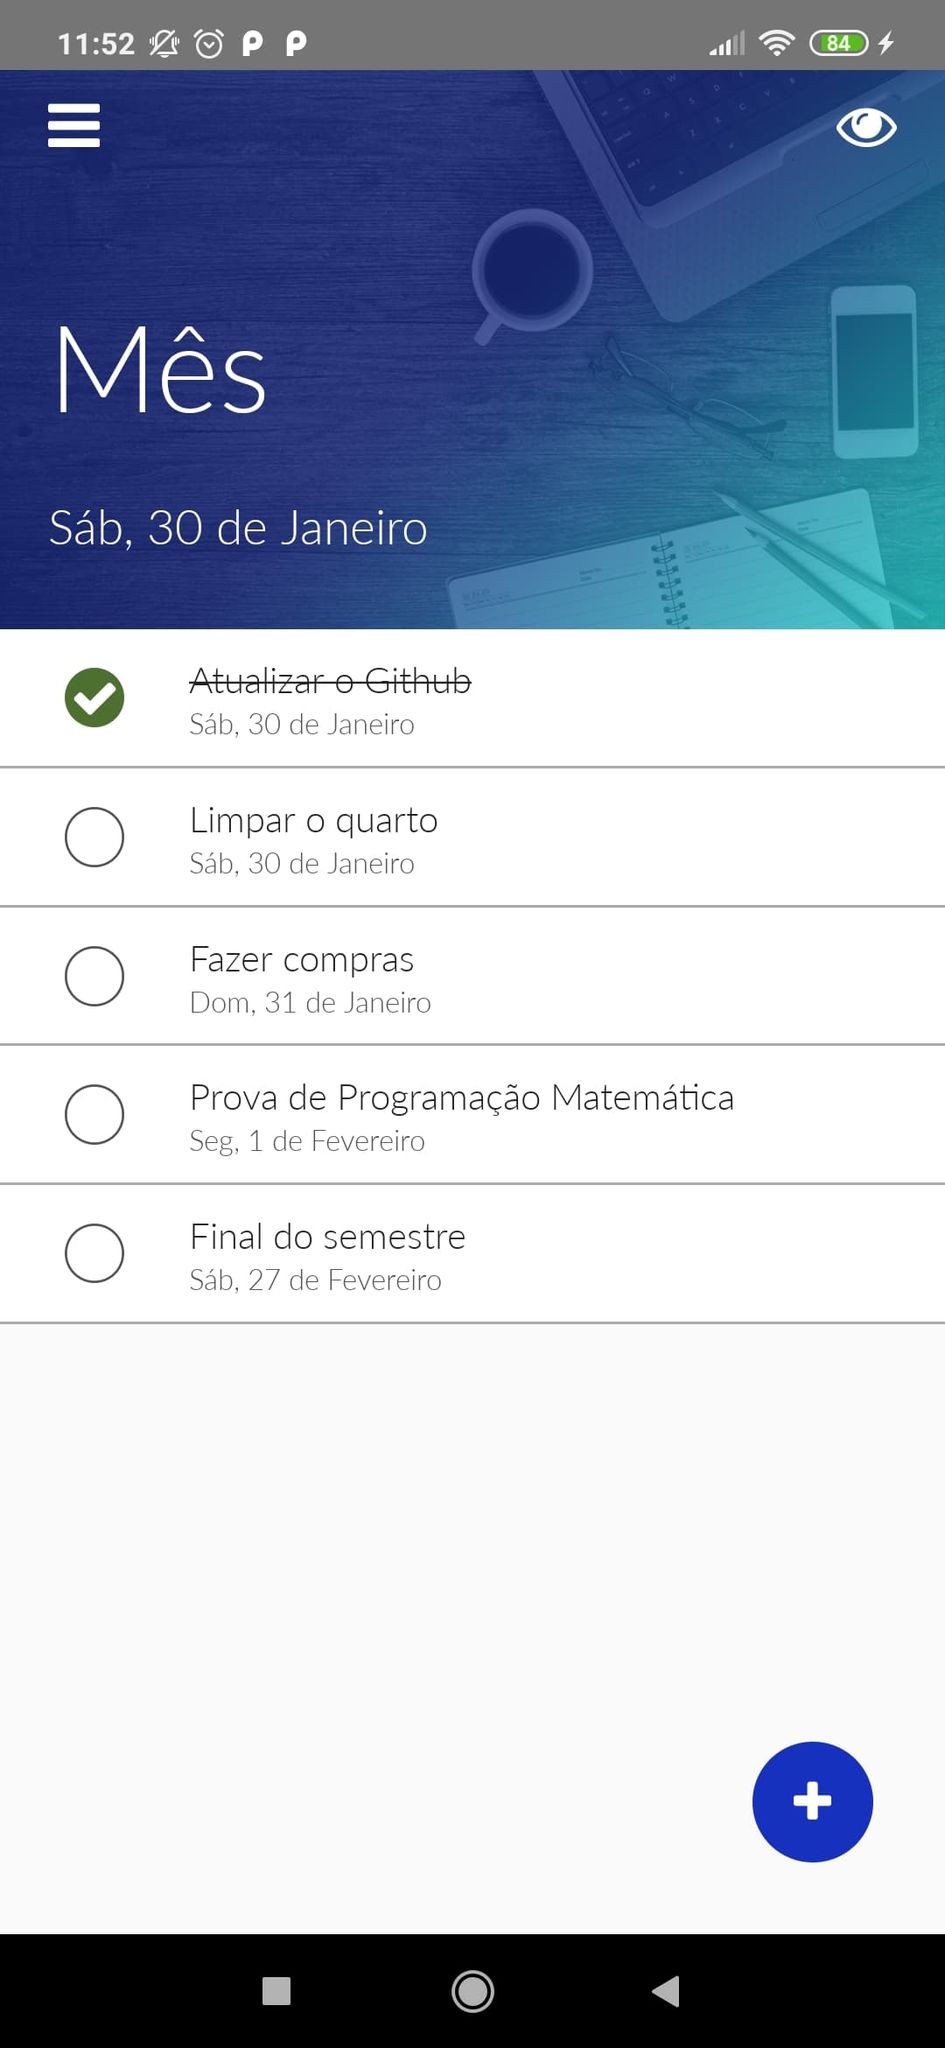 11:52
84
Mês
Sáb, 30 de Janeiro
Atualizar o Github
Sáb, 30 de Janeiro
Limpar o quarto
Sáb, 30 de Janeiro
Fazer compras
Dom, 31 de Janeiro
Prova de Programação Matemática
Seg, 1 de Fevereiro
Final do semestre
Sáb, 27 de Fevereiro